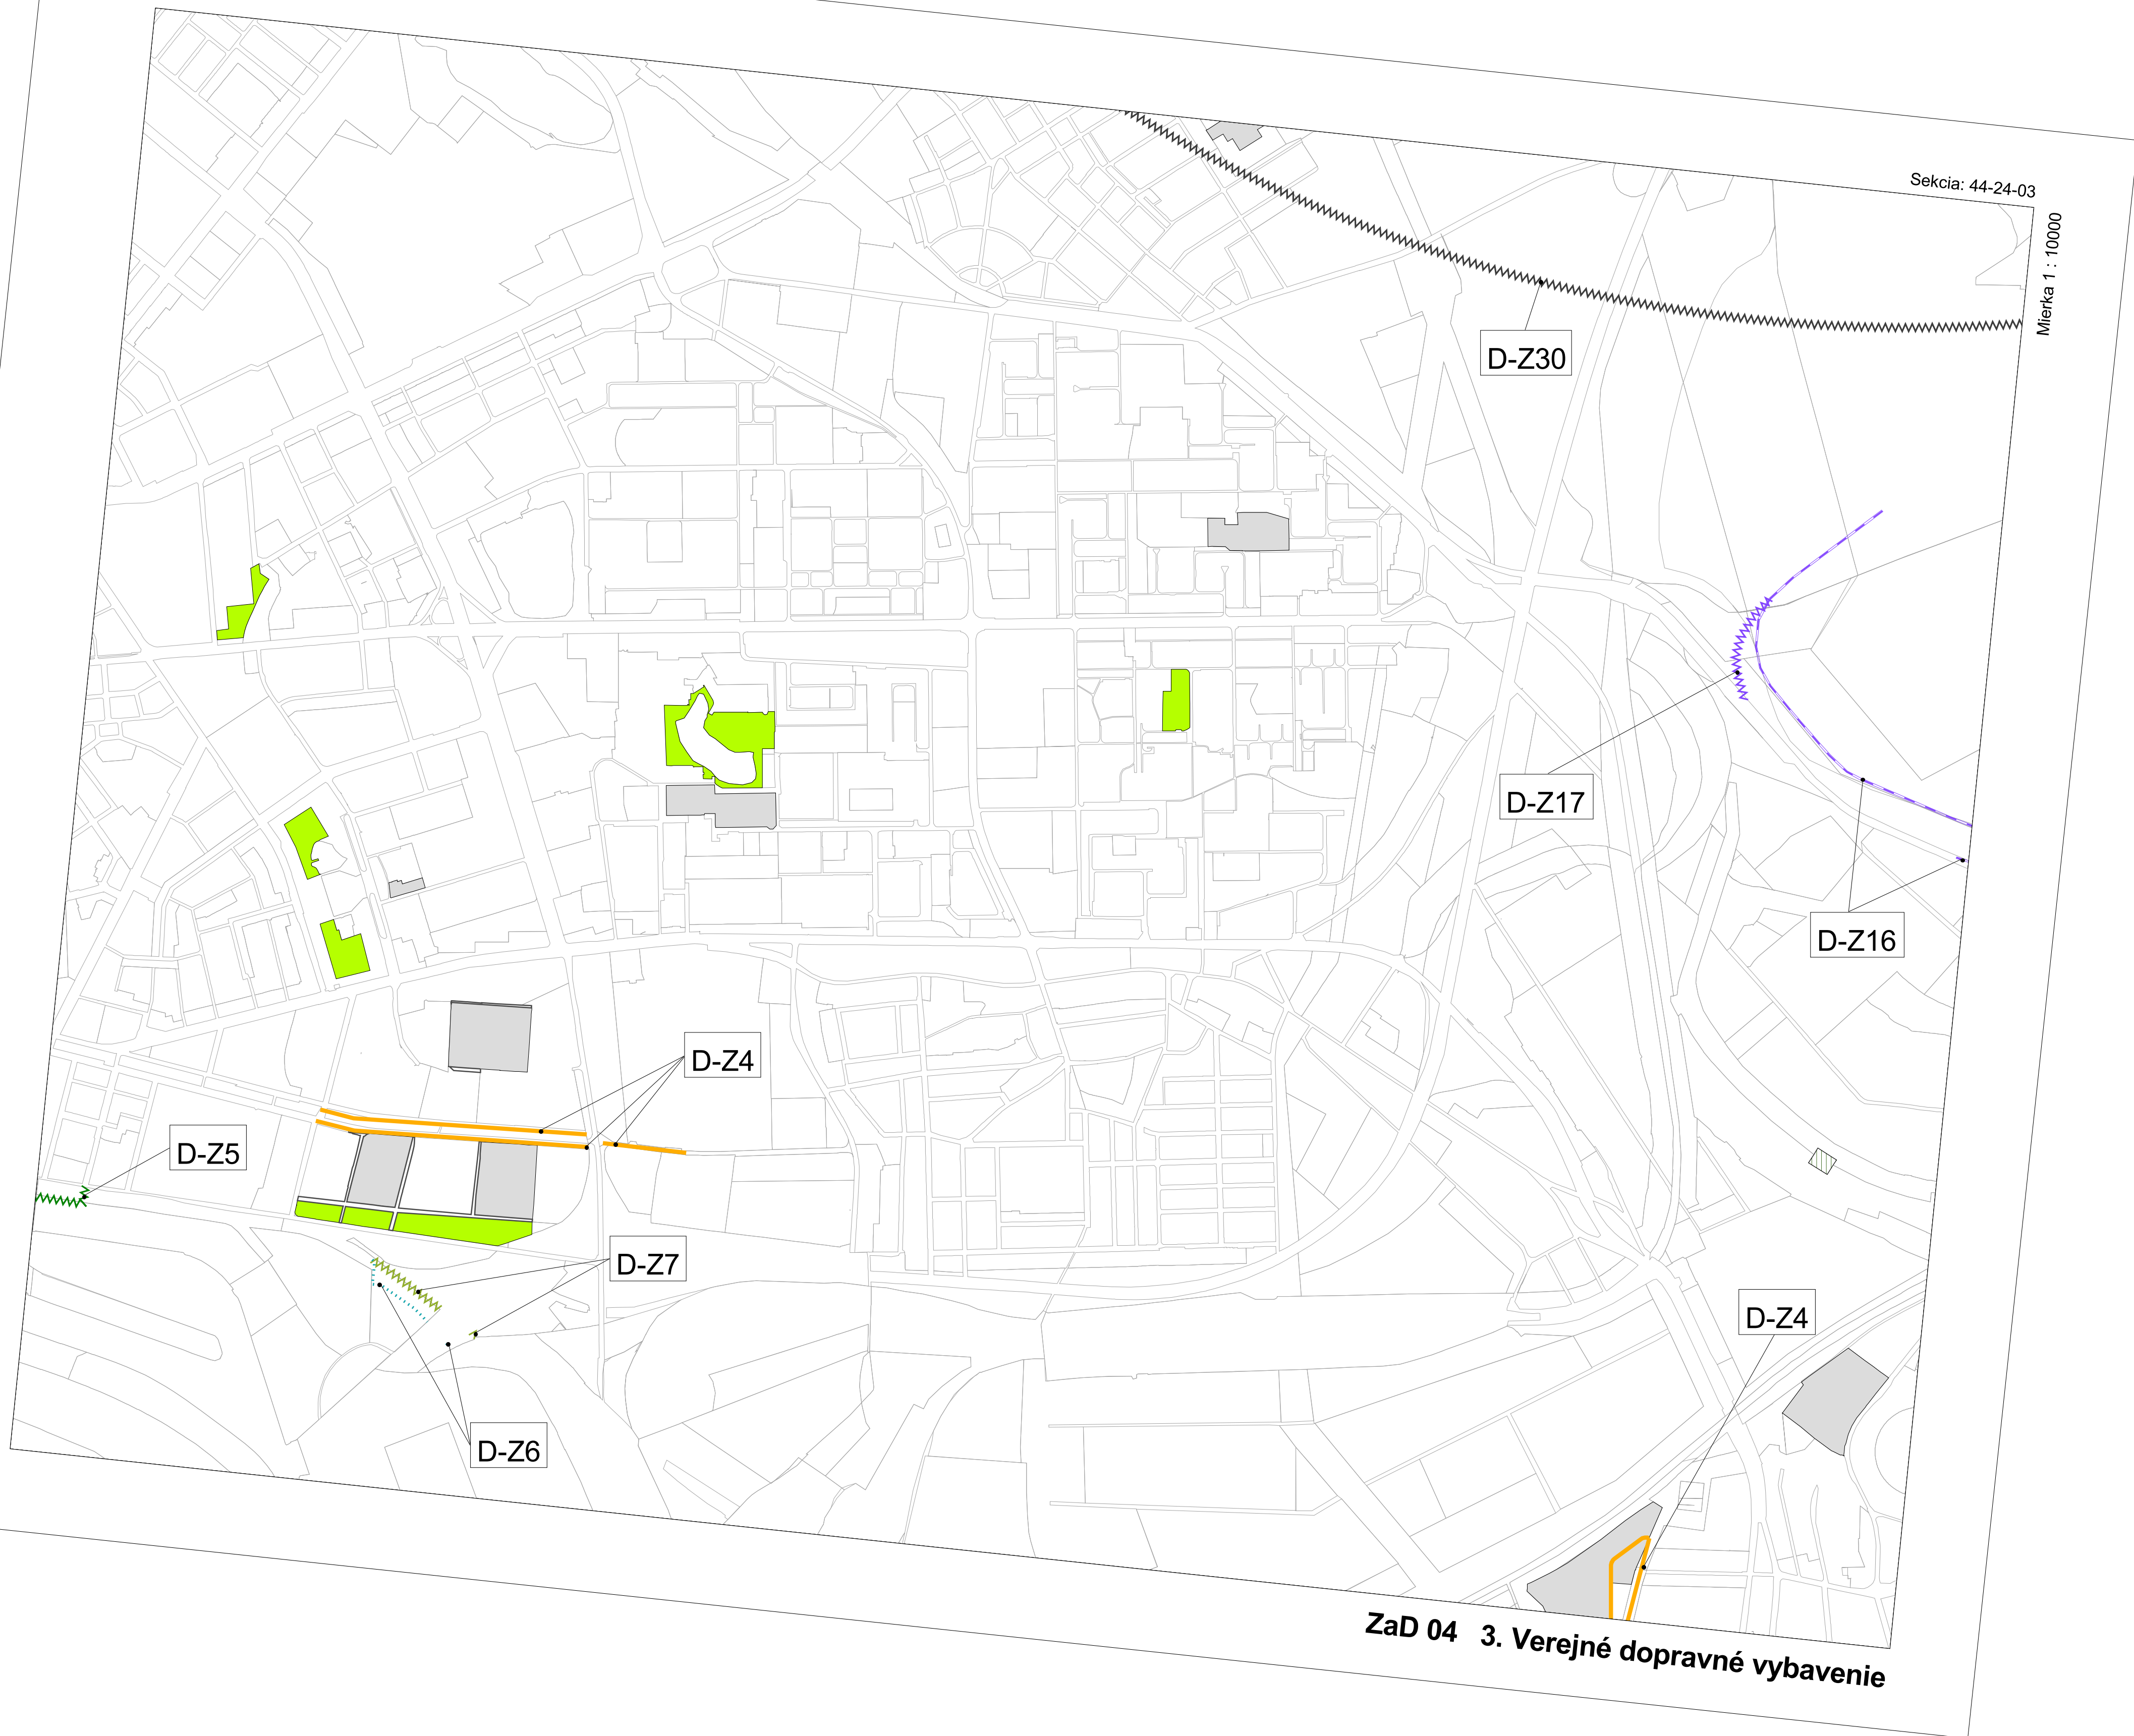 Sekcia: 44-24-03
Mierka 1 : 10000
D-Z30
D-Z17
D-Z16
D-Z4
D-Z5
D-Z7
D-Z4
D-Z6
ZaD 04 3. Verejné dopravné vybavenie